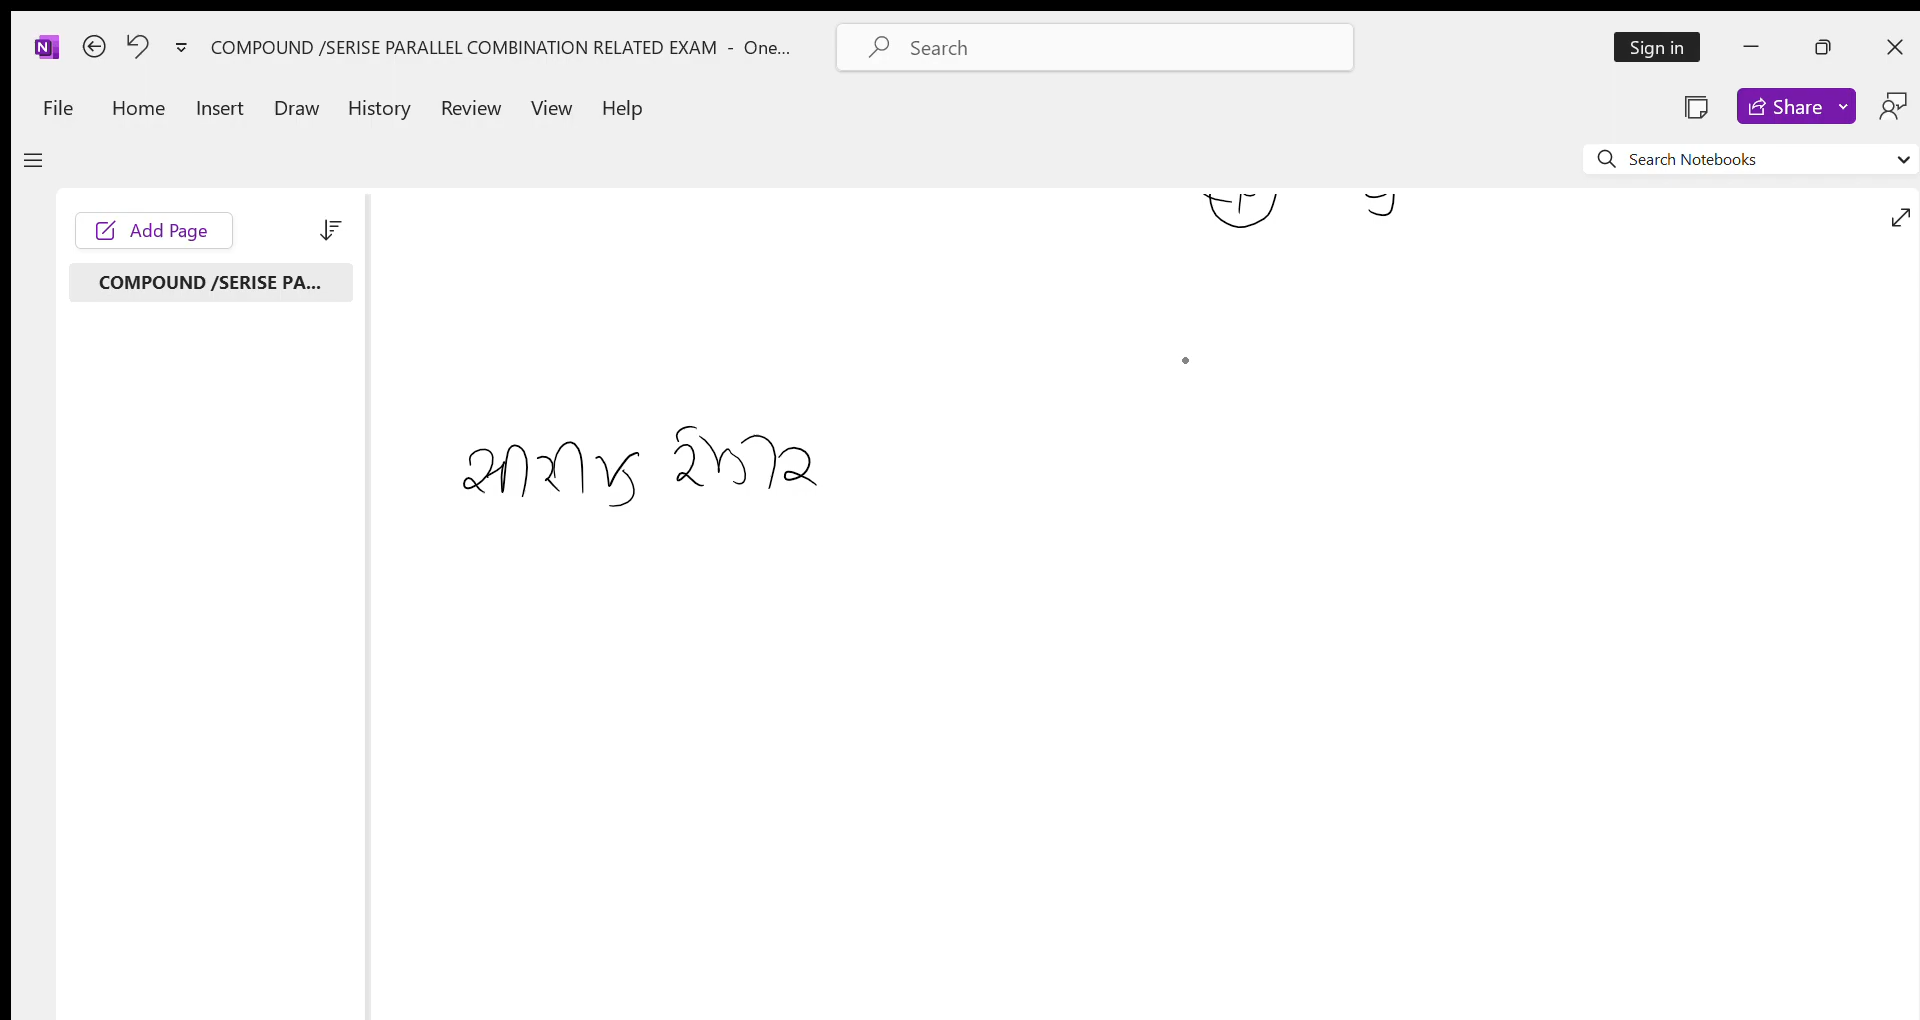 COMPOUND /SERISE PARALLEL COMBINATION RELATED EXAM - One...
Search
Sign in
File Home Insert Draw History Review View Help
Share
Search Notebooks
Add Page
COMPOUND /SERISE PA...